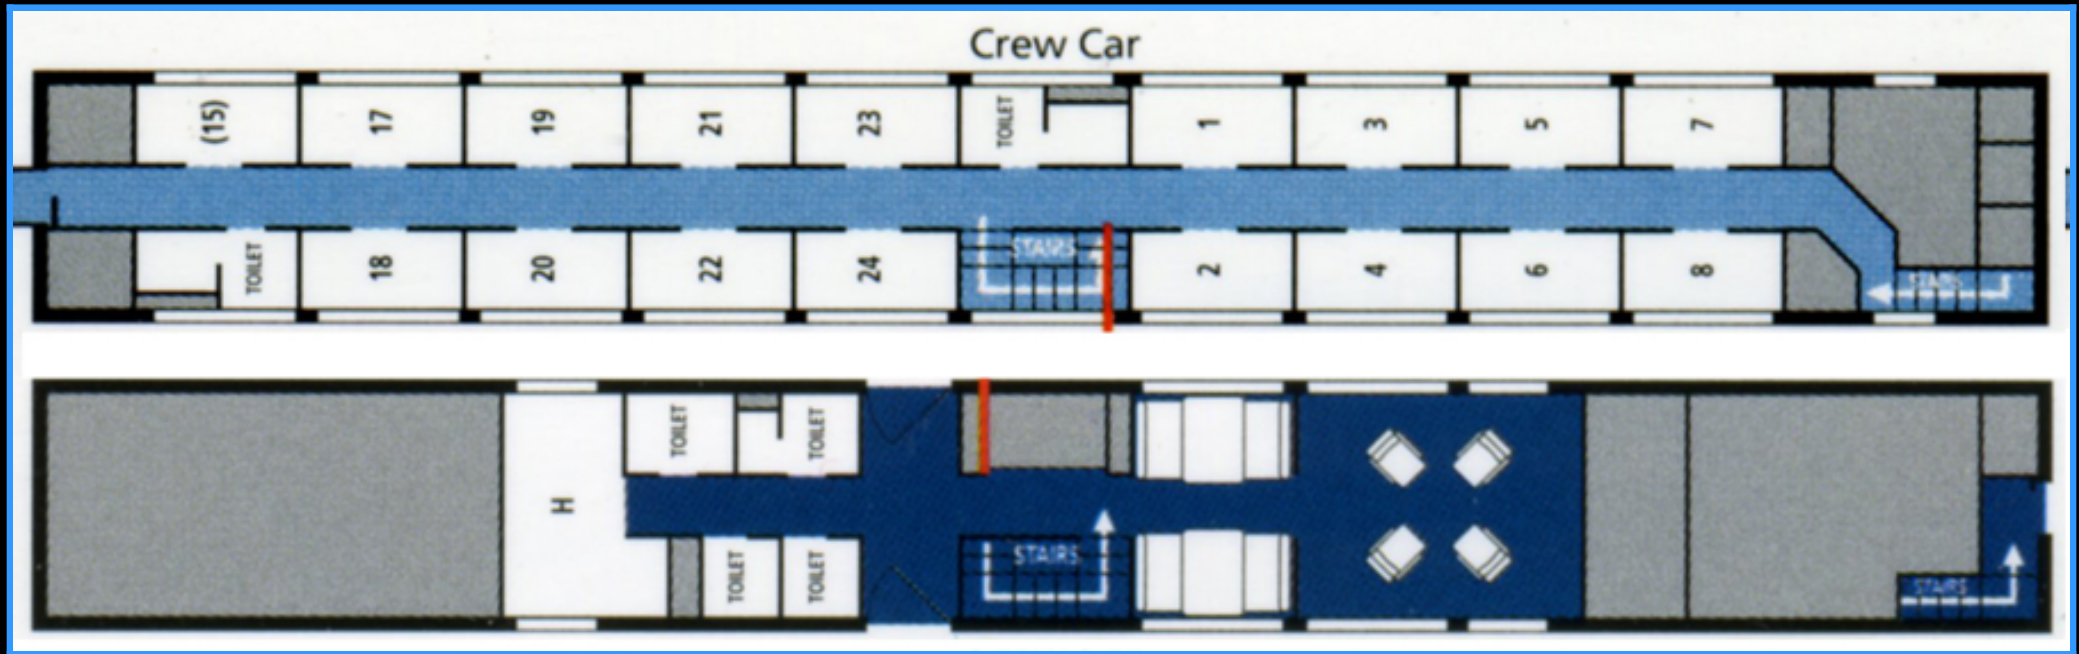 Crew Car
(15)
17
19
21
23
TOILET
1
3
5
7
TOILET
18
20
22
24
STAIRS
2
4
6
8
STAIRS
H
TOILET
TOILET
TOILET
TOILET
STAIRS
STAIRS